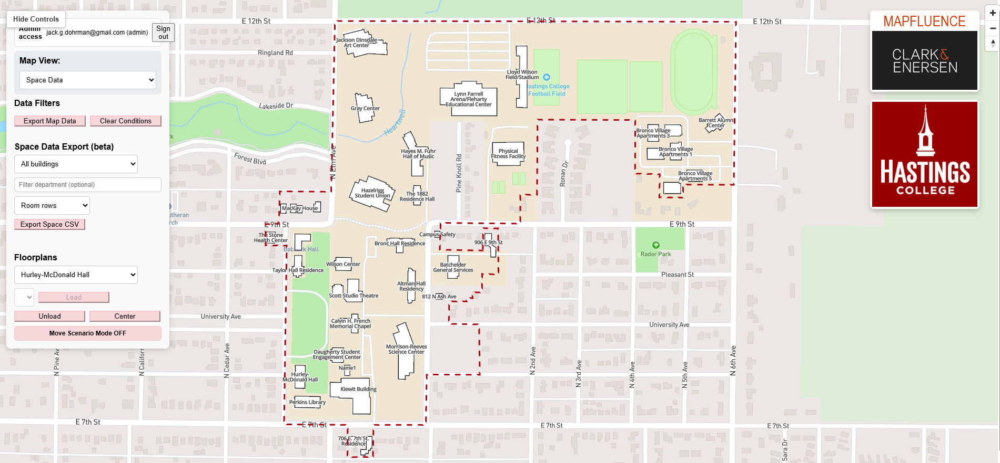 Hide Controls
Admin access
jack.g.dohrman@gmail.com (admin)
Sign out
Map View:
Space Data
Data Filters
Export Map Data
Clear Conditions
Space Data Export (beta)
All buildings
Filter department (optional)
Room rows
Export Space CSV
Floorplans
Hurley-McDonald Hall
Load
Unload
Center
Move Scenario Mode OFF
MAPFLUENCE
CLARK&
ENERSEN
HASTINGS
COLLEGE
E 12th St
E 12th St
E 12th St
Ringland Rd
Lakeside Dr
Forest Blvd
N Elm Ave
Heartwell
Pine Knoll Rd
Ronan Dr
Jackson Dinsdale
Art Center
Gray Center
Lynn Farrell
Arena/Fleharty
Educational Center
Lloyd Wilson
Field/Stadium
Hastings College
Football Field
Hayes M. Fuhr
Hall of Music
Physical
Fitness Facility
Barrett Alumni
Center
Bronco Village
Apartments 3
Bronco Village
Apartments 1
Bronco Village
Apartments 5
Hazelrigg
Student Union
The 1882
Residence Hall
MacKay House
E 9th St
E 9th St
The Stone
Health Center
Babcock Hall
Bronc Hall Residence
Campus Safety
906 E 9th St
Rader Park
Pleasant St
Taylor Hall Residence
Wilson Center
Batchelder
General Services
Scott Studio Theatre
Altman Hall
Residency
812 N Ash Ave
University Ave
University Ave
Calvin H. French
Memorial Chapel
Morrison-Reeves
Science Center
Daugherty Student
Engagement Center
Name1
Hurley-
McDonald Hall
Kiewit Building
Perkins Library
N Pine Av
N Califor
N Cedar Ave
N 2nd Ave
N 3rd Ave
N 4th Ave
N 5th Ave
N 6th Ave
E 7th St
E 7th St
E 7th St
E 7th St
706 E. 7th St.
Residence
Sara Dr